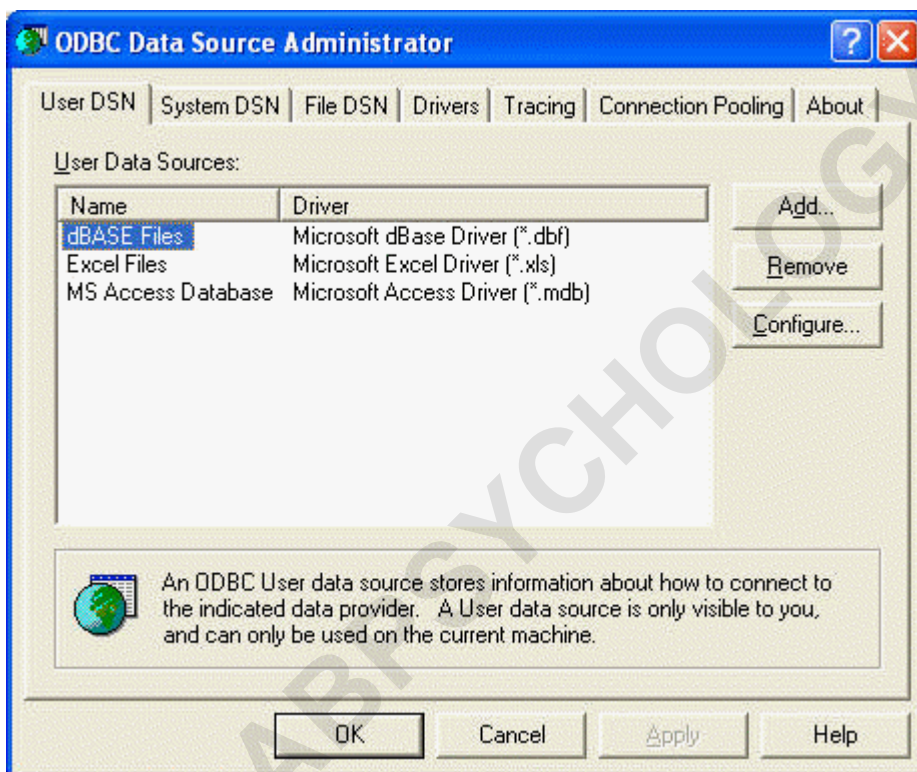 ODBC Data Source Administrator
User DSN System DSN File DSN Drivers Tracing Connection Pooling About
User Data Sources:
Name Driver
dBASE Files Microsoft dBase Driver (*.dbf)
Excel Files Microsoft Excel Driver (*.xls)
MS Access Database Microsoft Access Driver (*.mdb)
Add...
Remove
Configure...
An ODBC User data source stores information about how to connect to
the indicated data provider. A User data source is only visible to you,
and can only be used on the current machine.
OK Cancel Apply Help
ABPSYCHOLOGY